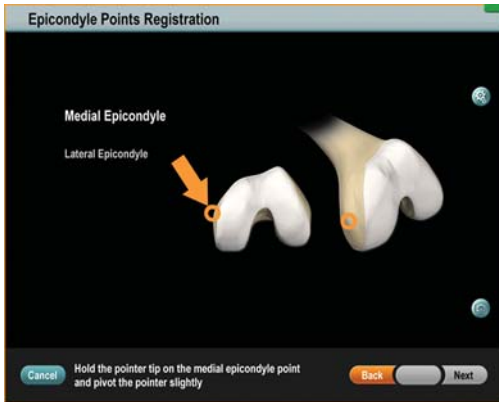 Epicondyle Points Registration
Medial Epicondyle
Lateral Epicondyle
Cancel
Hold the pointer tip on the medial epicondyle point
and pivot the pointer slightly
Back
Next